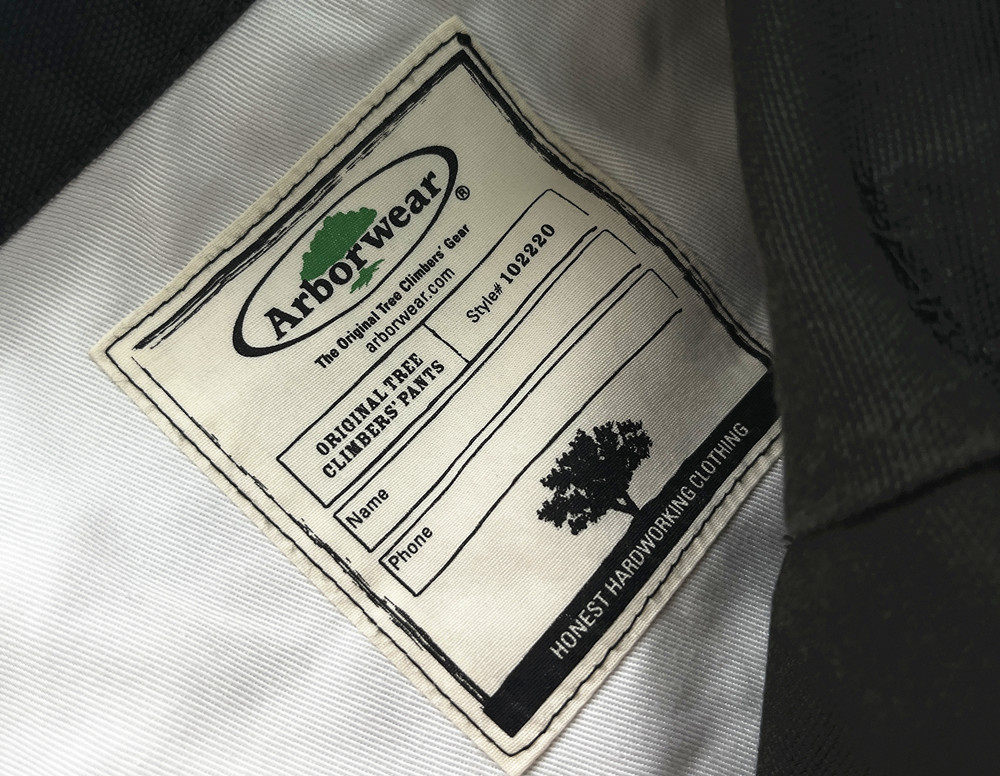 Arborwear®
The Original Tree Climbers' Gear
arborwear.com
ORIGINAL TREE
CLIMBERS' PANTS
Style# 102220
Name
Phone
HONEST HARDWORKING CLOTHING